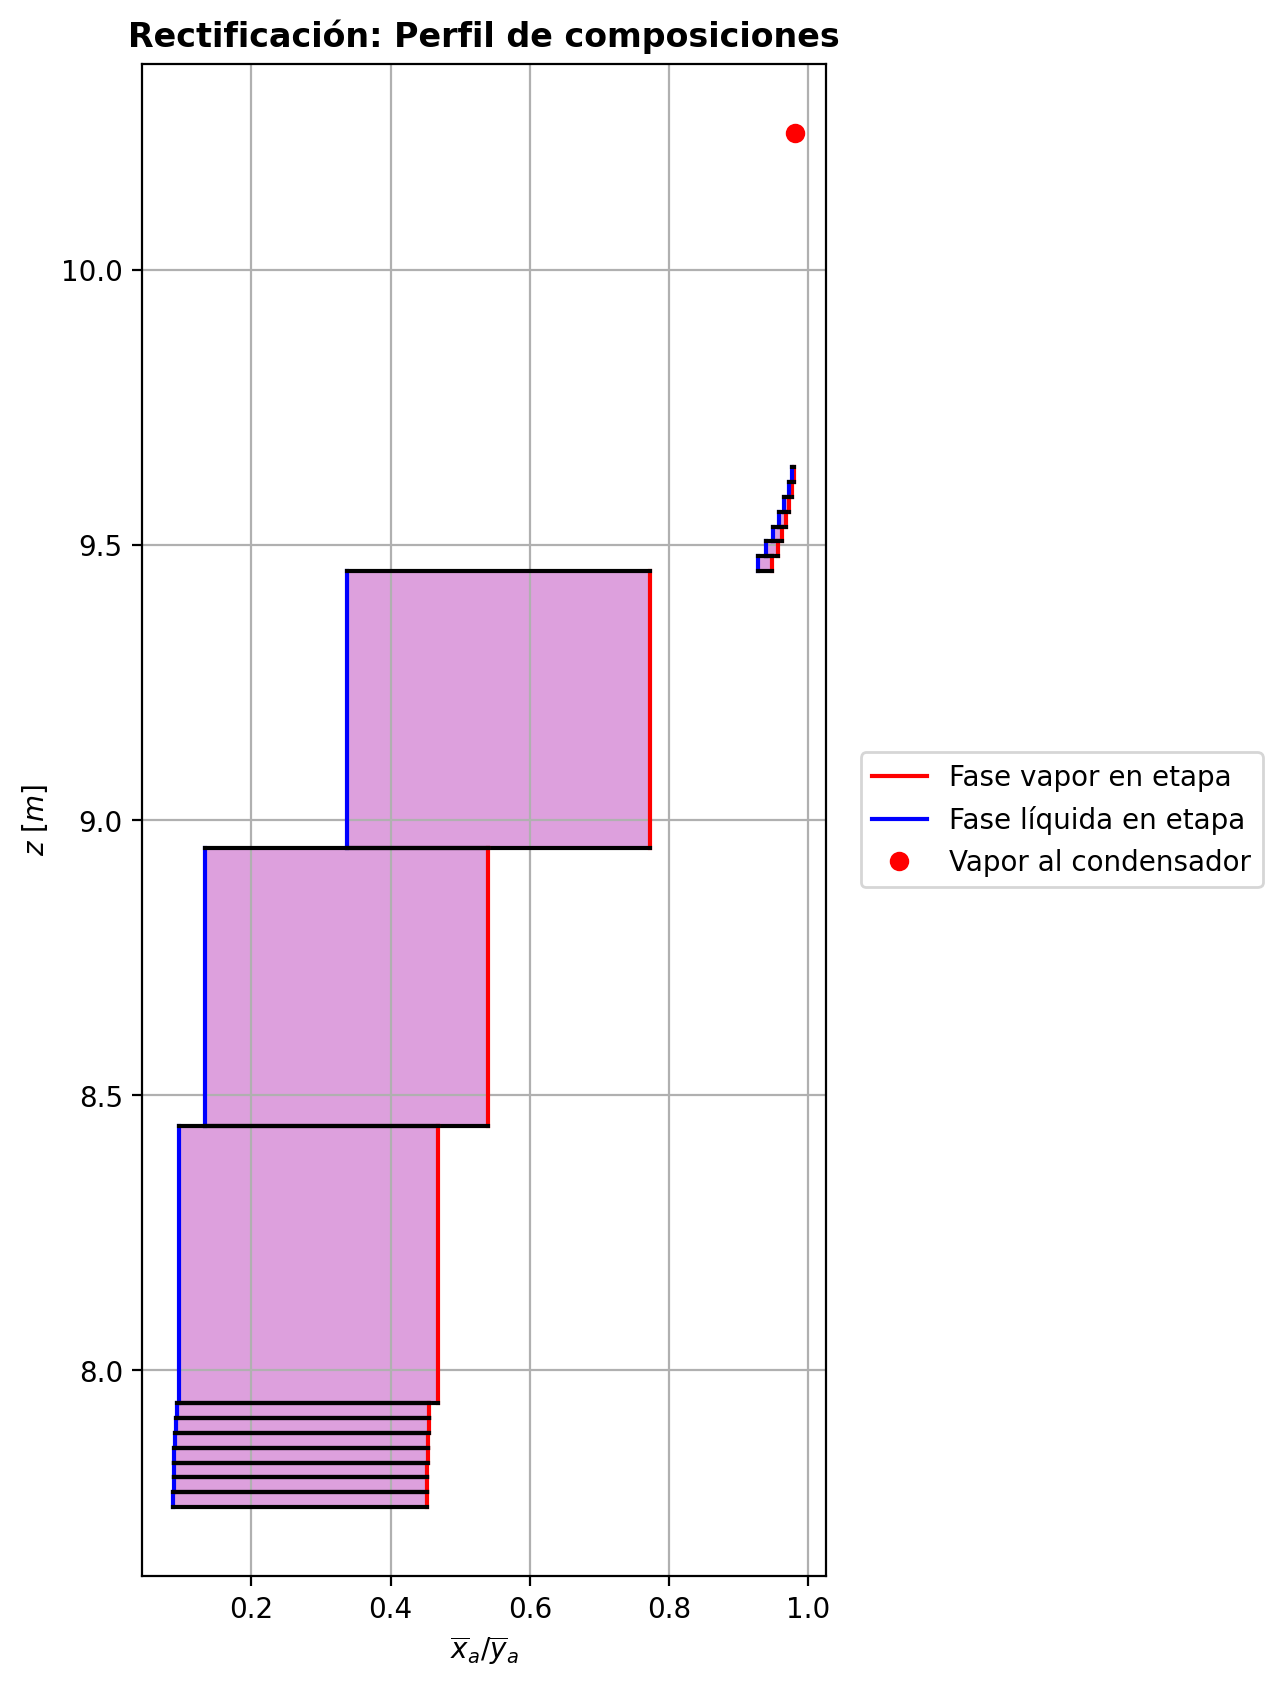 Rectificación: Perfil de composiciones
10.0
9.5
9.0
8.5
8.0
z [m]
0.2 0.4 0.6 0.8 1.0
x̅ₐ/y̅ₐ
Fase vapor en etapa
Fase líquida en etapa
Vapor al condensador